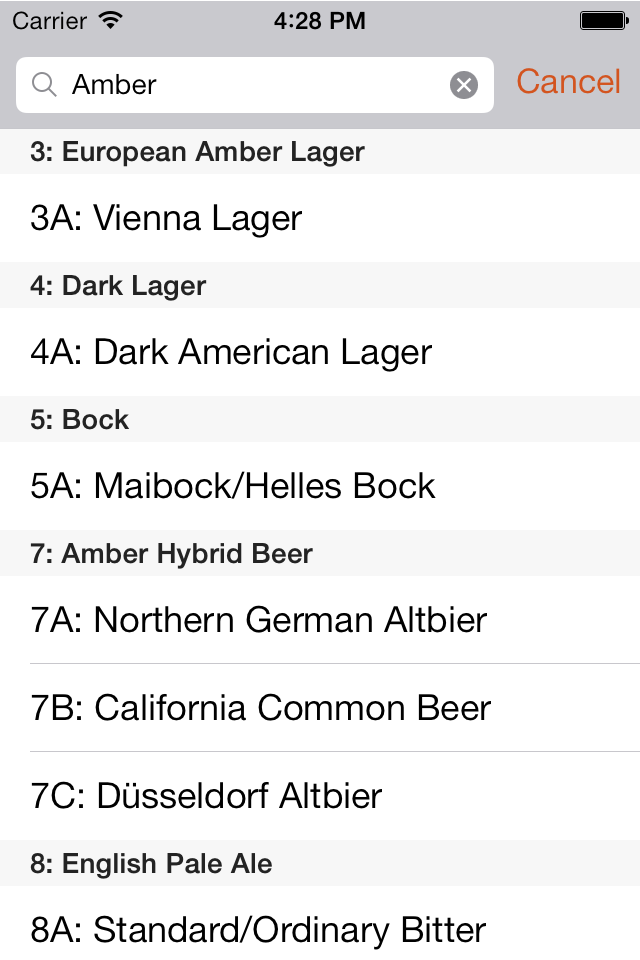 Carrier 4:28 PM
Amber Cancel
3: European Amber Lager
3A: Vienna Lager
4: Dark Lager
4A: Dark American Lager
5: Bock
5A: Maibock/Helles Bock
7: Amber Hybrid Beer
7A: Northern German Altbier
7B: California Common Beer
7C: Düsseldorf Altbier
8: English Pale Ale
8A: Standard/Ordinary Bitter